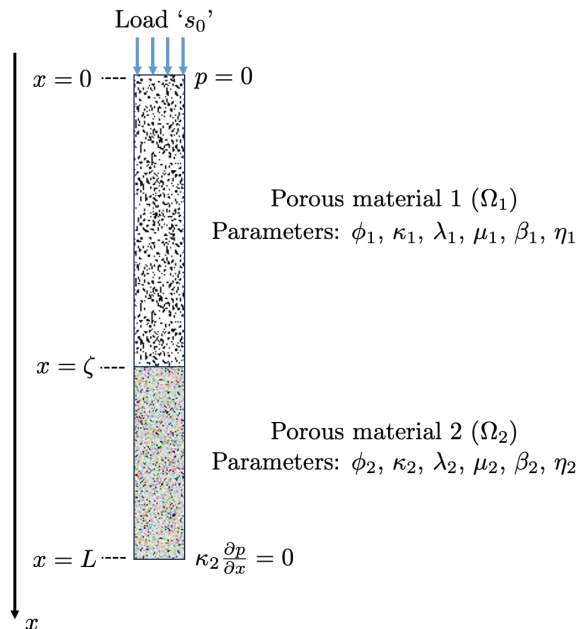 Load ‘s₀’
x = 0
p = 0
Porous material 1 (Ω₁)
Parameters: ϕ₁, κ₁, λ₁, μ₁, β₁, η₁
x = ζ
Porous material 2 (Ω₂)
Parameters: ϕ₂, κ₂, λ₂, μ₂, β₂, η₂
x = L
κ₂ ∂p/∂x = 0
x